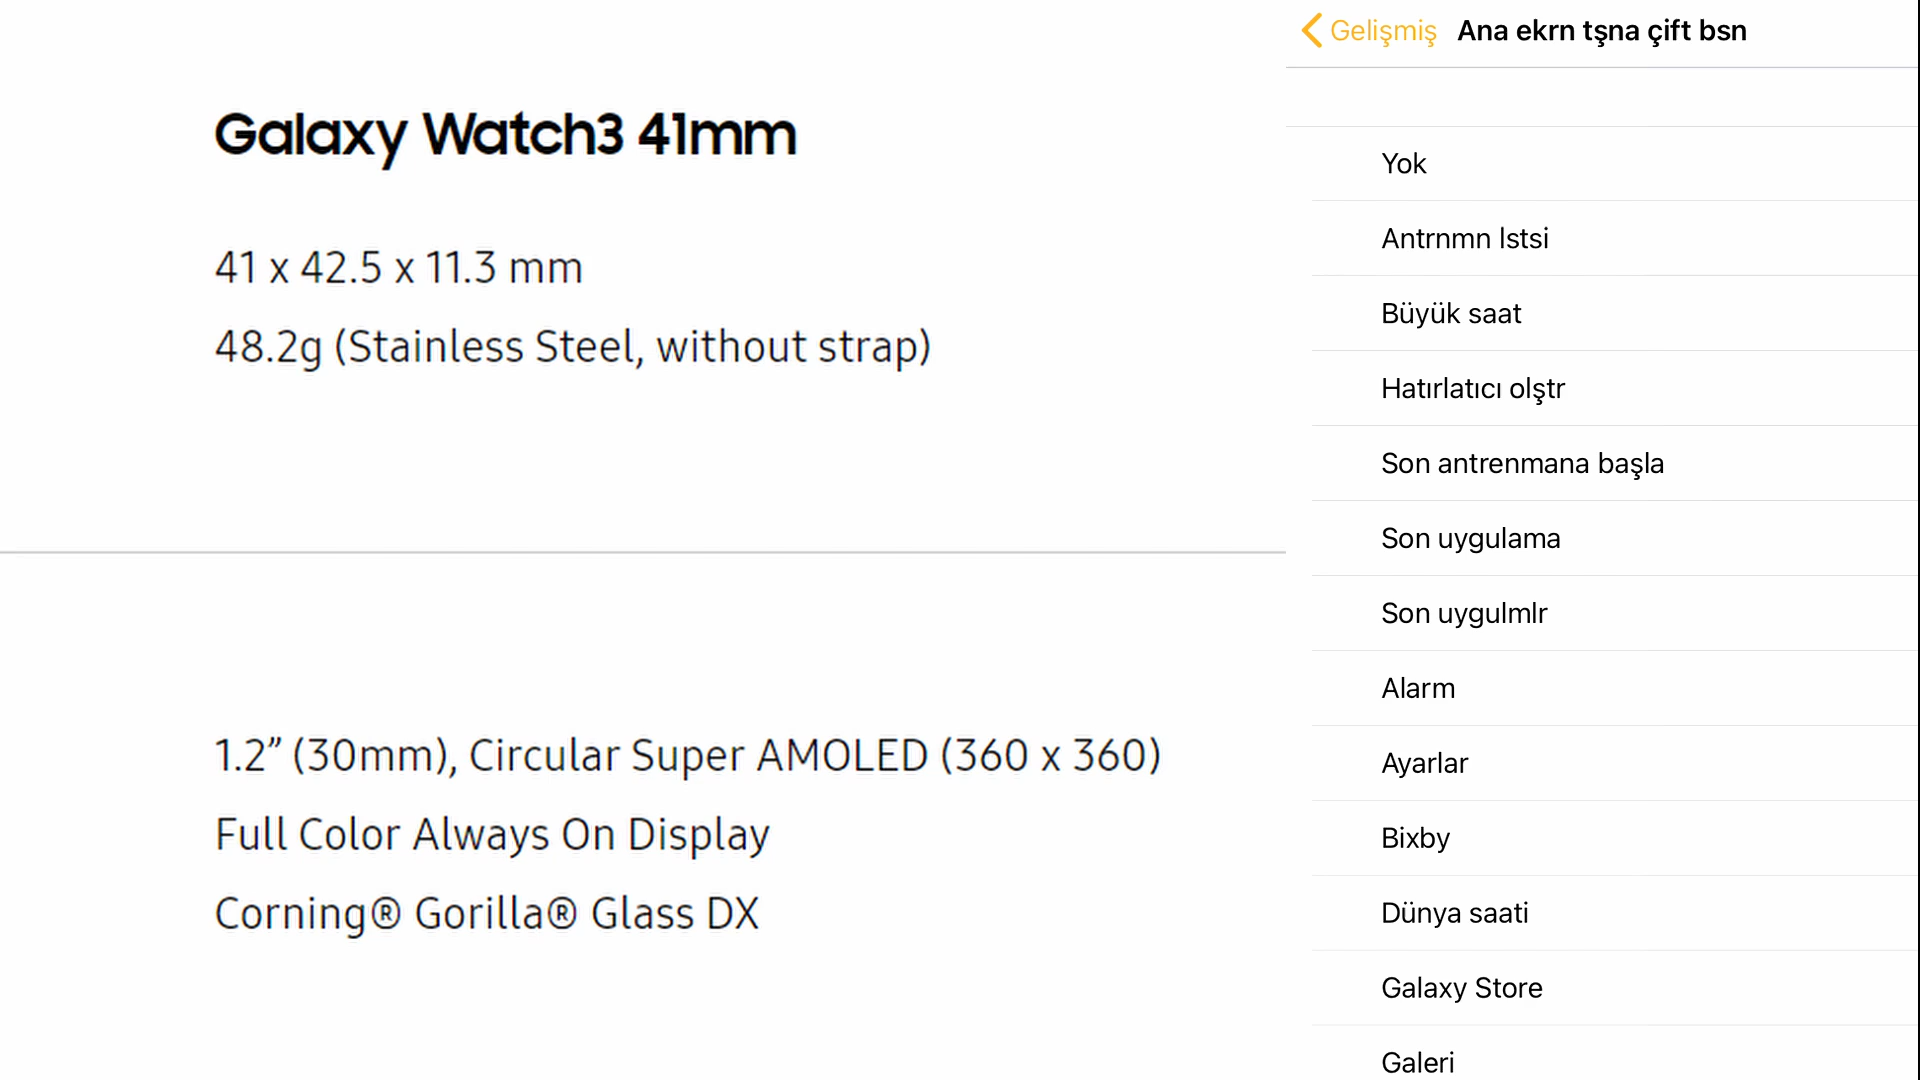 Galaxy Watch3 41mm
41 x 42.5 x 11.3 mm
48.2g (Stainless Steel, without strap)
1.2” (30mm), Circular Super AMOLED (360 x 360)
Full Color Always On Display
Corning® Gorilla® Glass DX
Gelişmiş Ana ekrn tşna çift bsn
Yok
Antrnmn lstsi
Büyük saat
Hatırlatıcı olştr
Son antrenmana başla
Son uygulama
Son uygulmlr
Alarm
Ayarlar
Bixby
Dünya saati
Galaxy Store
Galeri